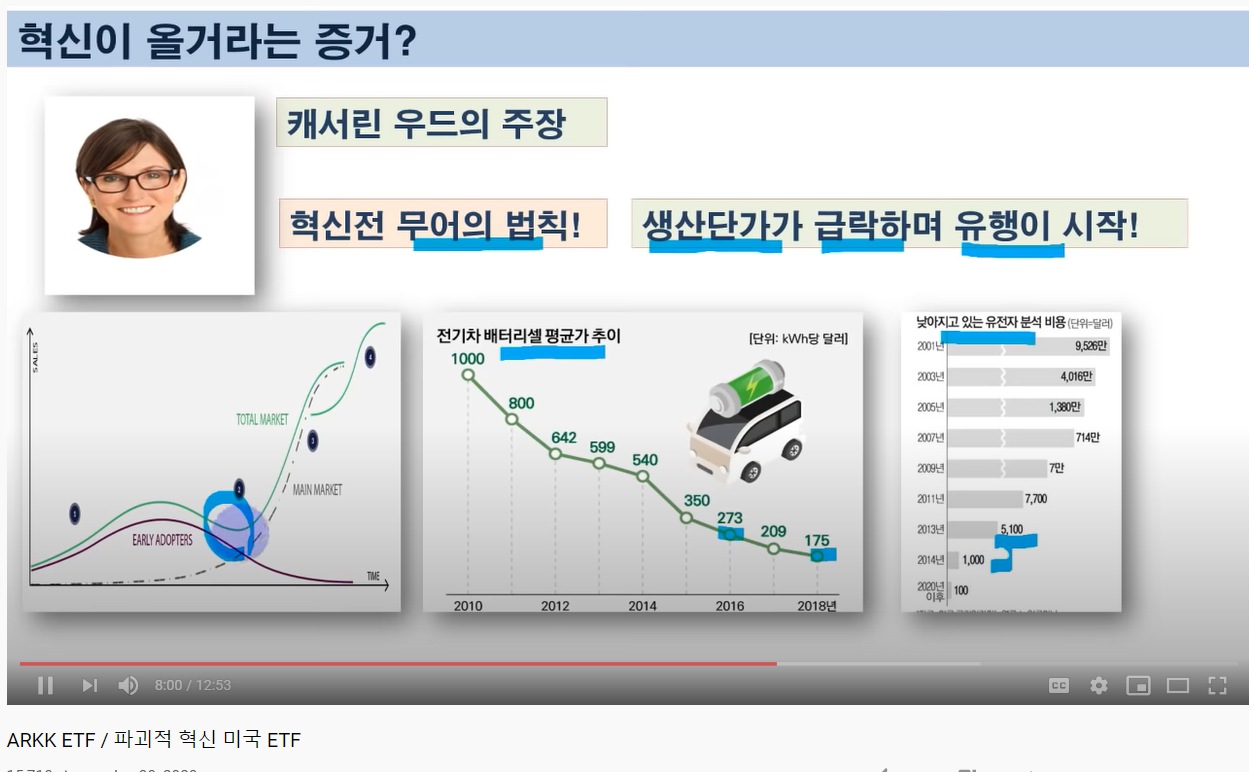 혁신이 올거라는 증거?
캐서린 우드의 주장
혁신전 무어의 법칙!
생산단가가 급락하며 유행이 시작!
SALES
TOTAL MARKET
MAIN MARKET
EARLY ADOPTERS
TIME
1
2
3
4
전기차 배터리셀 평균가 추이
[단위: kWh당 달러]
1000
800
642
599
540
350
273
209
175
2010 2012 2014 2016 2018년
낮아지고 있는 유전자 분석 비용 (단위=달러)
2001년 9,526만
2003년 4,016만
2005년 1,380만
2007년 714만
2009년 7만
2011년 7,700
2013년 5,100
2014년 1,000
2020년 이후 100
8:00 / 12:53
CC
ARKK ETF / 파괴적 혁신 미국 ETF